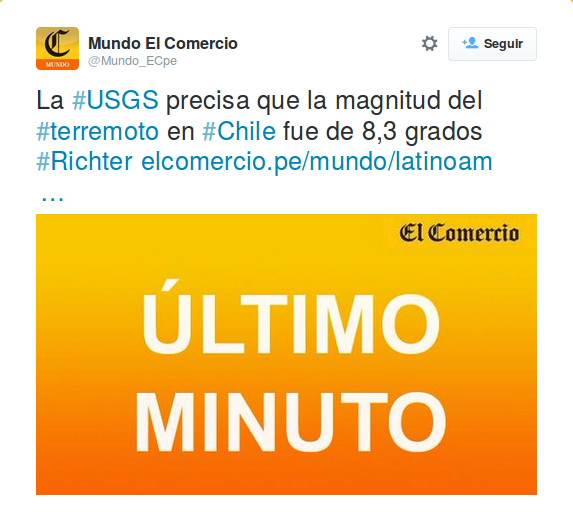 Mundo El Comercio
@Mundo_ECpe
Seguir
C
MUNDO
La #USGS precisa que la magnitud del
#terremoto en #Chile fue de 8,3 grados
#Richter elcomercio.pe/mundo/latinoam
…
El Comercio
ÚLTIMO
MINUTO